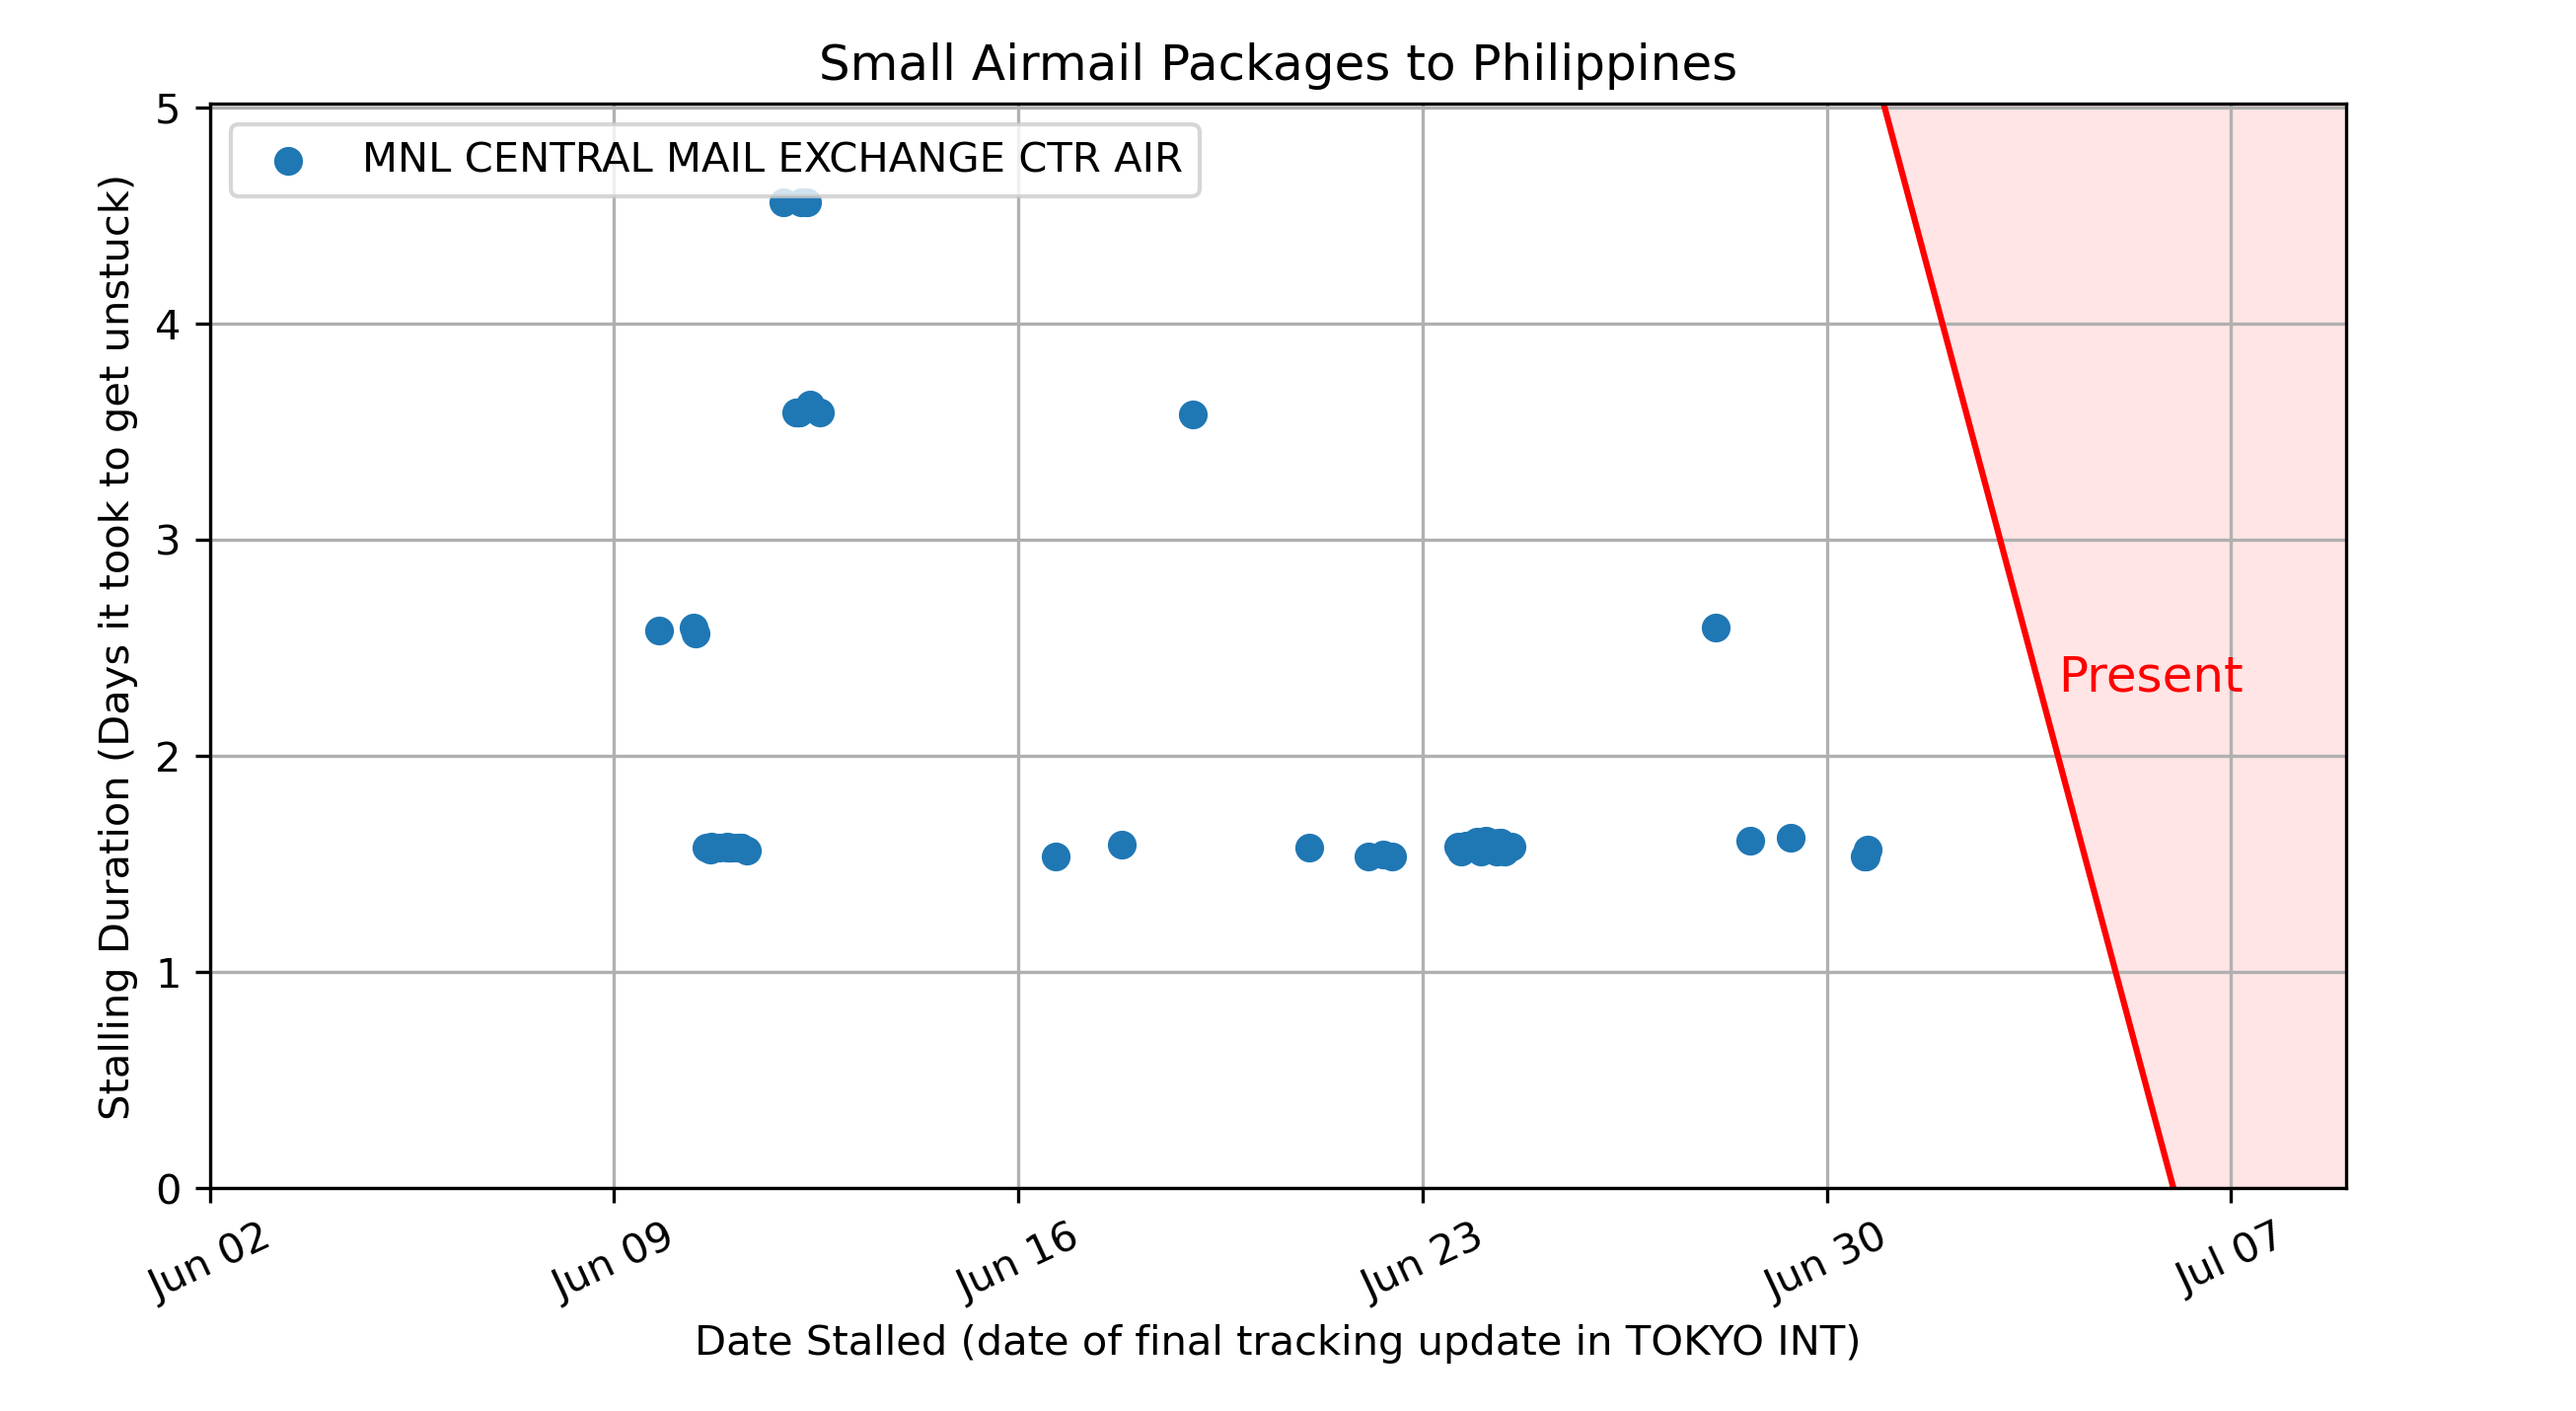 Small Airmail Packages to Philippines
MNL CENTRAL MAIL EXCHANGE CTR AIR
Stalling Duration (Days it took to get unstuck)
5
4
3
2
1
0
Present
Jun 02
Jun 09
Jun 16
Jun 23
Jun 30
Jul 07
Date Stalled (date of final tracking update in TOKYO INT)